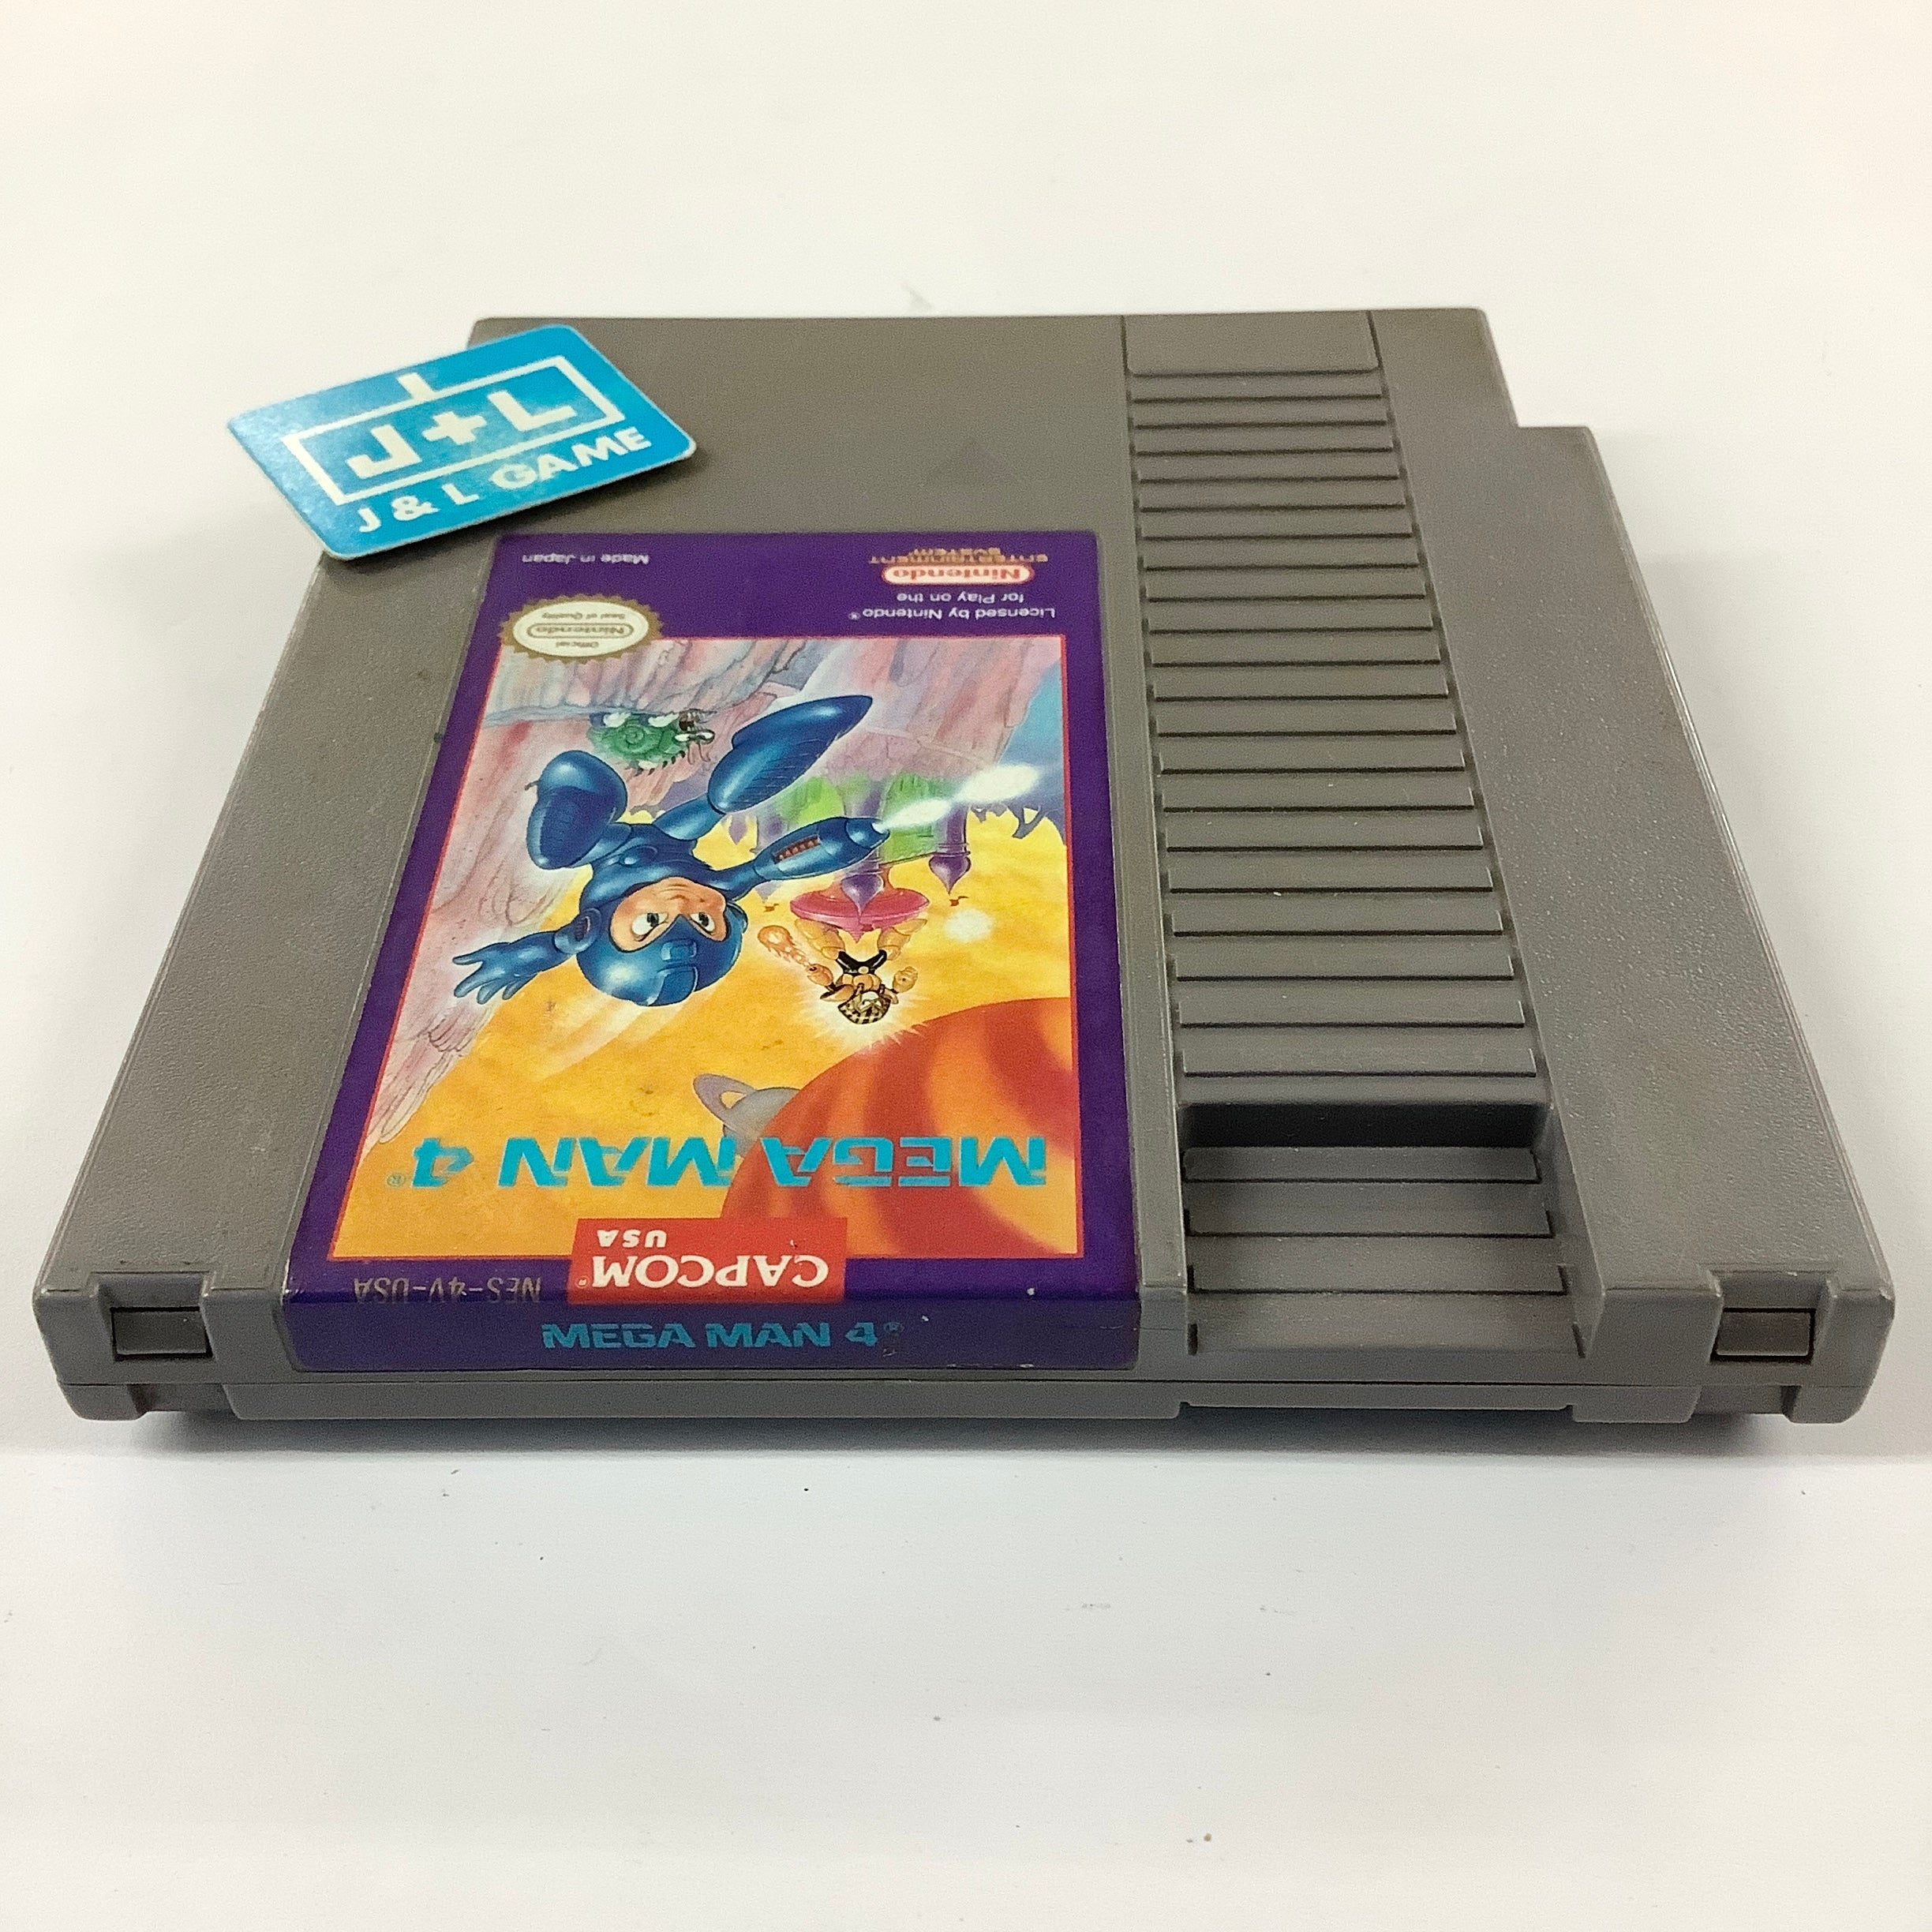 J+L
J & L GAME
MEGA MAN 4®
NES-4V-USA
CAPCOM®
USA
MEGA MAN 4®
Official
Nintendo
Seal of Quality
Licensed by Nintendo®
for Play on the
Nintendo
ENTERTAINMENT
SYSTEM
Made in Japan